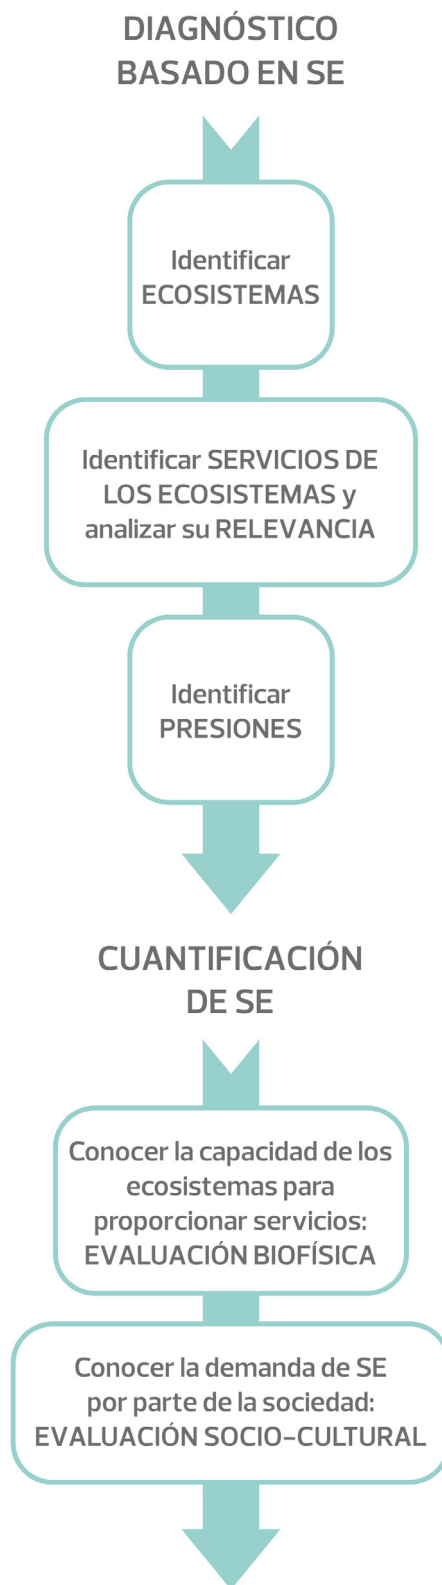 DIAGNÓSTICO
BASADO EN SE
Identificar
ECOSISTEMAS
Identificar SERVICIOS DE
LOS ECOSISTEMAS y
analizar su RELEVANCIA
Identificar
PRESIONES
CUANTIFICACIÓN
DE SE
Conocer la capacidad de los
ecosistemas para
proporcionar servicios:
EVALUACIÓN BIOFÍSICA
Conocer la demanda de SE
por parte de la sociedad:
EVALUACIÓN SOCIO-CULTURAL